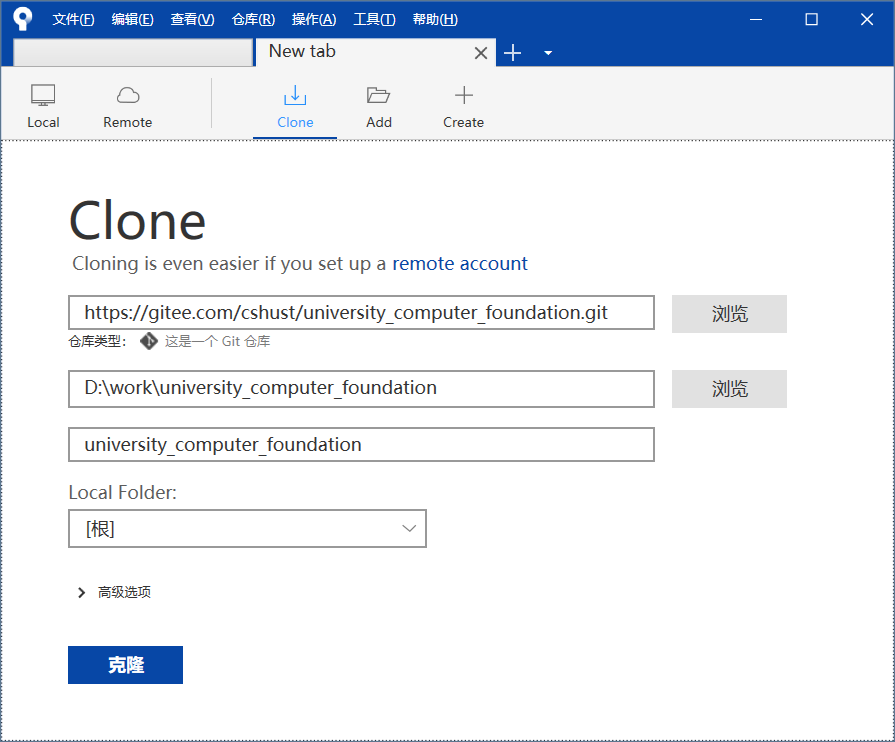 文件(F) 编辑(E) 查看(V) 仓库(R) 操作(A) 工具(T) 帮助(H)
New tab
Local Remote Clone Add Create
Clone
Cloning is even easier if you set up a remote account
https://gitee.com/cshust/university_computer_foundation.git 浏览
仓库类型: 这是一个 Git 仓库
D:\work\university_computer_foundation 浏览
university_computer_foundation
Local Folder:
[根]
高级选项
克隆